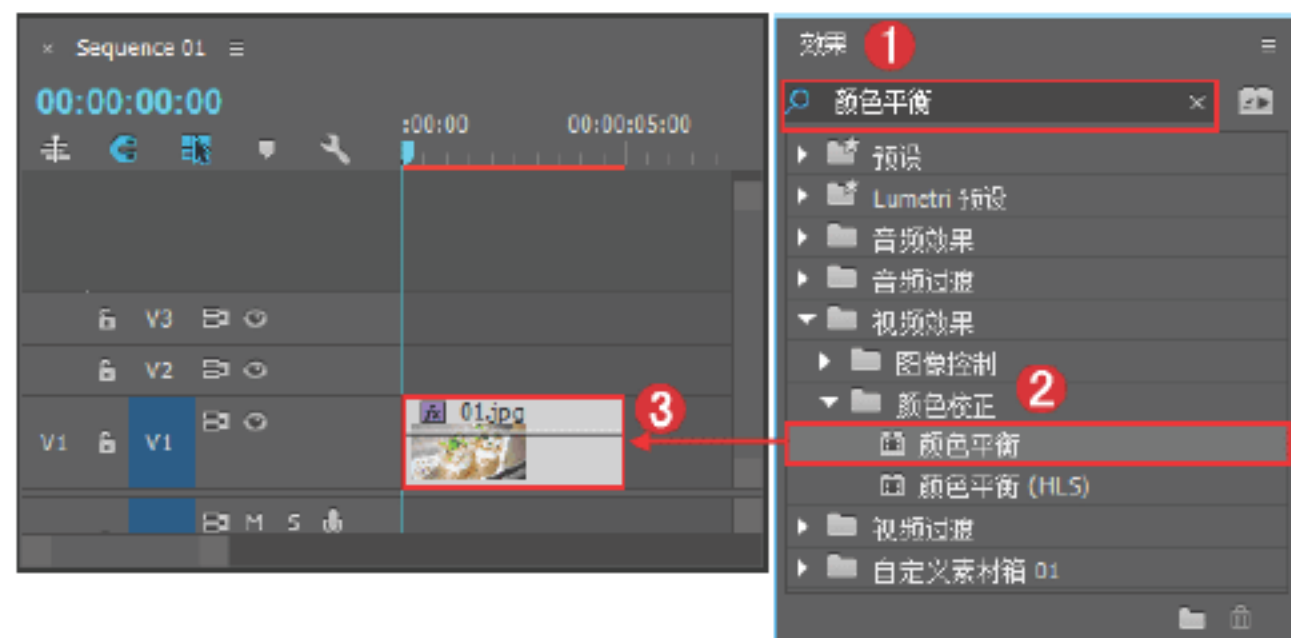 Sequence 01
00:00:00:00
:00:00 00:00:05:00
V3
V2
fx 01.jpg
V1 V1
M S
3
效果 1
颜色平衡
预设
Lumetri 预设
音频效果
音频过渡
视频效果
图像控制
颜色校正 2
颜色平衡
颜色平衡 (HLS)
视频过渡
自定义素材箱 01